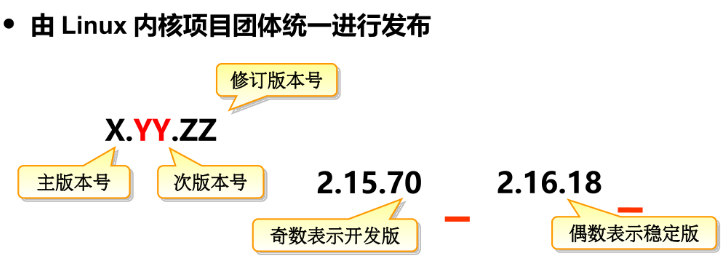 • 由 Linux 内核项目团体统一进行发布
修订版本号
X.YY.ZZ
主版本号
次版本号
2.15.70
2.16.18
奇数表示开发版
偶数表示稳定版